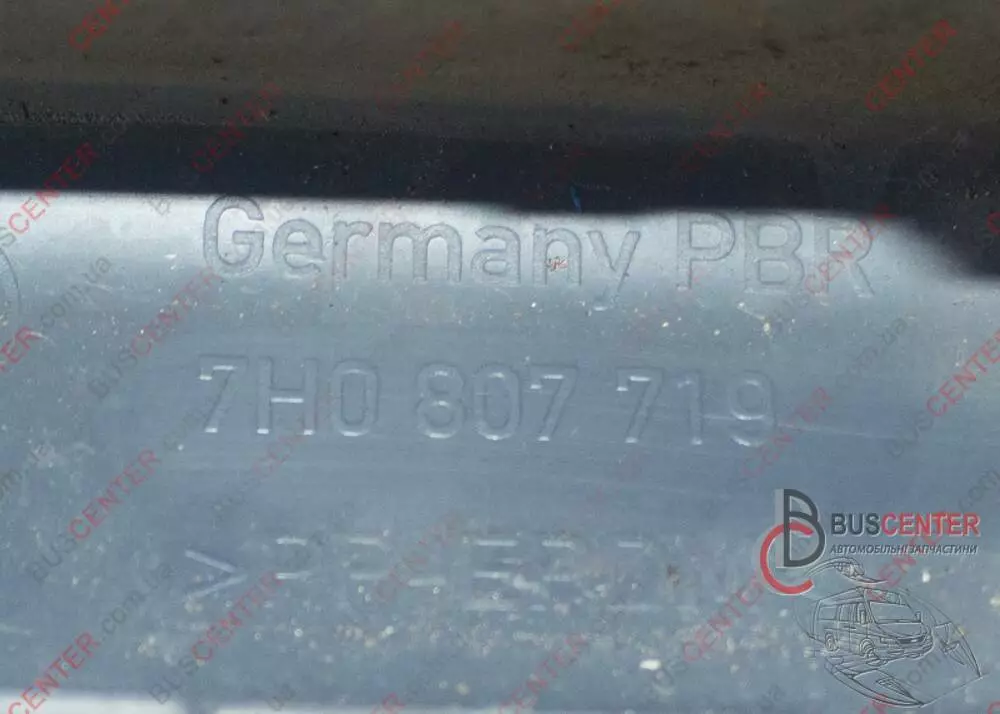 Germany PBR
7H0 807 719
BUSCENTER
АВТОМОБІЛЬНІ ЗАПЧАСТИНИ